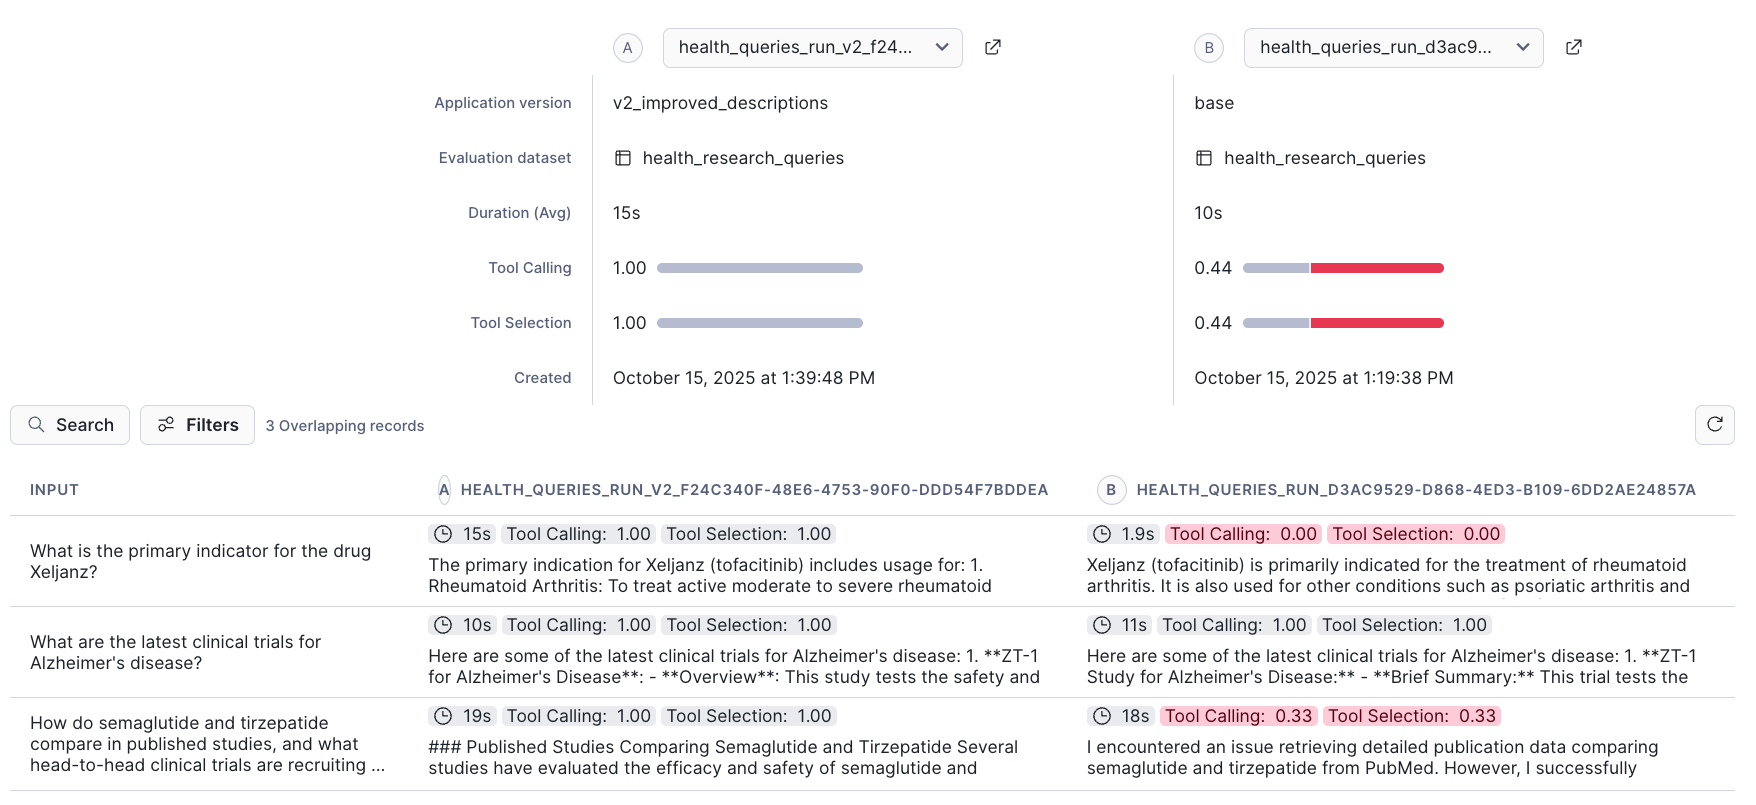 A health_queries_run_v2_f24... B health_queries_run_d3ac9...
Application version v2_improved_descriptions base
Evaluation dataset health_research_queries health_research_queries
Duration (Avg) 15s 10s
Tool Calling 1.00 0.44
Tool Selection 1.00 0.44
Created October 15, 2025 at 1:39:48 PM October 15, 2025 at 1:19:38 PM
Search Filters 3 Overlapping records
INPUT A HEALTH_QUERIES_RUN_V2_F24C340F-48E6-4753-90F0-DDD54F7BDDEA B HEALTH_QUERIES_RUN_D3AC9529-D868-4ED3-B109-6DD2AE24857A
What is the primary indicator for the drug
Xeljanz?
15s Tool Calling: 1.00 Tool Selection: 1.00
The primary indication for Xeljanz (tofacitinib) includes usage for: 1.
Rheumatoid Arthritis: To treat active moderate to severe rheumatoid
1.9s Tool Calling: 0.00 Tool Selection: 0.00
Xeljanz (tofacitinib) is primarily indicated for the treatment of rheumatoid
arthritis. It is also used for other conditions such as psoriatic arthritis and
What are the latest clinical trials for
Alzheimer's disease?
10s Tool Calling: 1.00 Tool Selection: 1.00
Here are some of the latest clinical trials for Alzheimer's disease: 1. **ZT-1
for Alzheimer's Disease**: - **Overview**: This study tests the safety and
11s Tool Calling: 1.00 Tool Selection: 1.00
Here are some of the latest clinical trials for Alzheimer's disease: 1. **ZT-1
Study for Alzheimer's Disease:** - **Brief Summary:** This trial tests the
How do semaglutide and tirzepatide
compare in published studies, and what
head-to-head clinical trials are recruiting ...
19s Tool Calling: 1.00 Tool Selection: 1.00
### Published Studies Comparing Semaglutide and Tirzepatide Several
studies have evaluated the efficacy and safety of semaglutide and
18s Tool Calling: 0.33 Tool Selection: 0.33
I encountered an issue retrieving detailed publication data comparing
semaglutide and tirzepatide from PubMed. However, I successfully